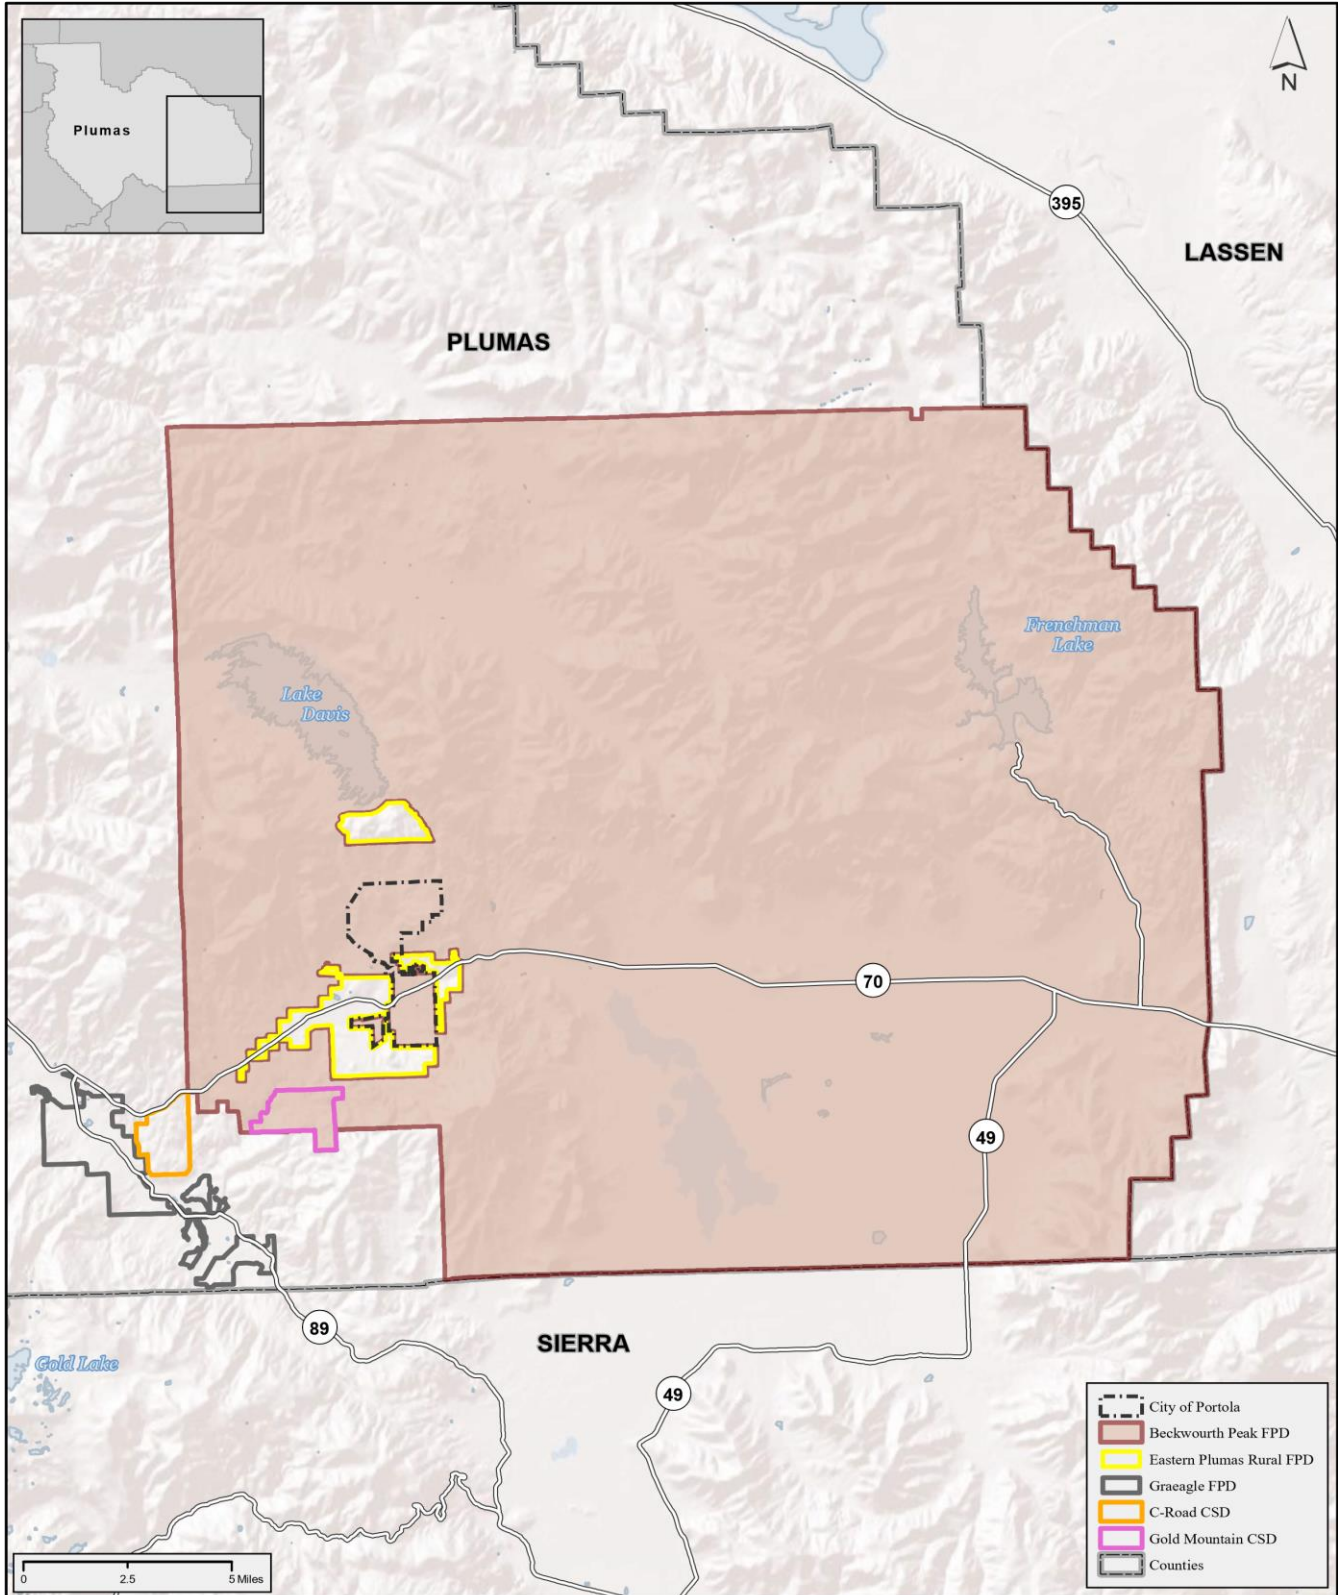 Plumas
N
395
LASSEN
PLUMAS
Frenchman
Lake
Lake
Davis
70
49
89
SIERRA
Gold Lake
49
City of Portola
Beckwourth Peak FPD
Eastern Plumas Rural FPD
Graeagle FPD
C-Road CSD
Gold Mountain CSD
Counties
0 2.5 5 Miles